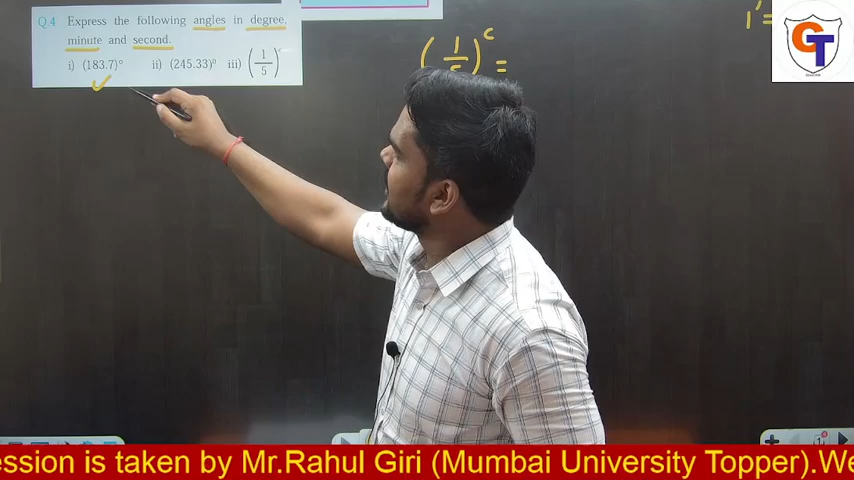 Q.4 Express the following angles in degree,
minute and second.
i) (183.7)° ii) (245.33)° iii) (1/5)ᶜ
(1/5)ᶜ =
1' =
GT
ession is taken by Mr.Rahul Giri (Mumbai University Topper).We